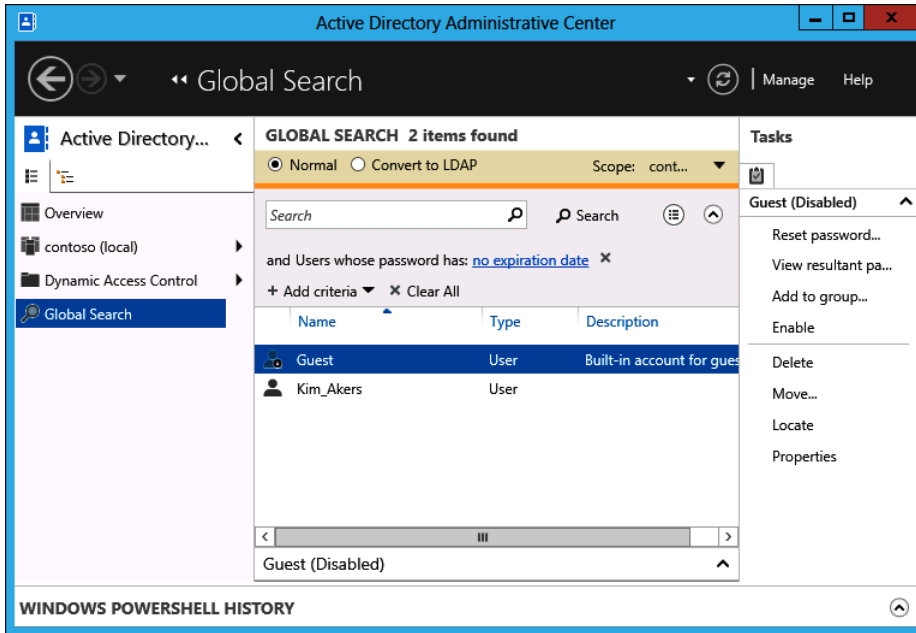 Active Directory Administrative Center
Global Search
Manage
Help
Active Directory...
Overview
contoso (local)
Dynamic Access Control
Global Search
GLOBAL SEARCH 2 items found
Normal Convert to LDAP Scope: cont...
Search Search
and Users whose password has: no expiration date
+ Add criteria Clear All
Name Type Description
Guest User Built-in account for gues
Kim_Akers User
Guest (Disabled)
Tasks
Guest (Disabled)
Reset password...
View resultant pa...
Add to group...
Enable
Delete
Move...
Locate
Properties
WINDOWS POWERSHELL HISTORY